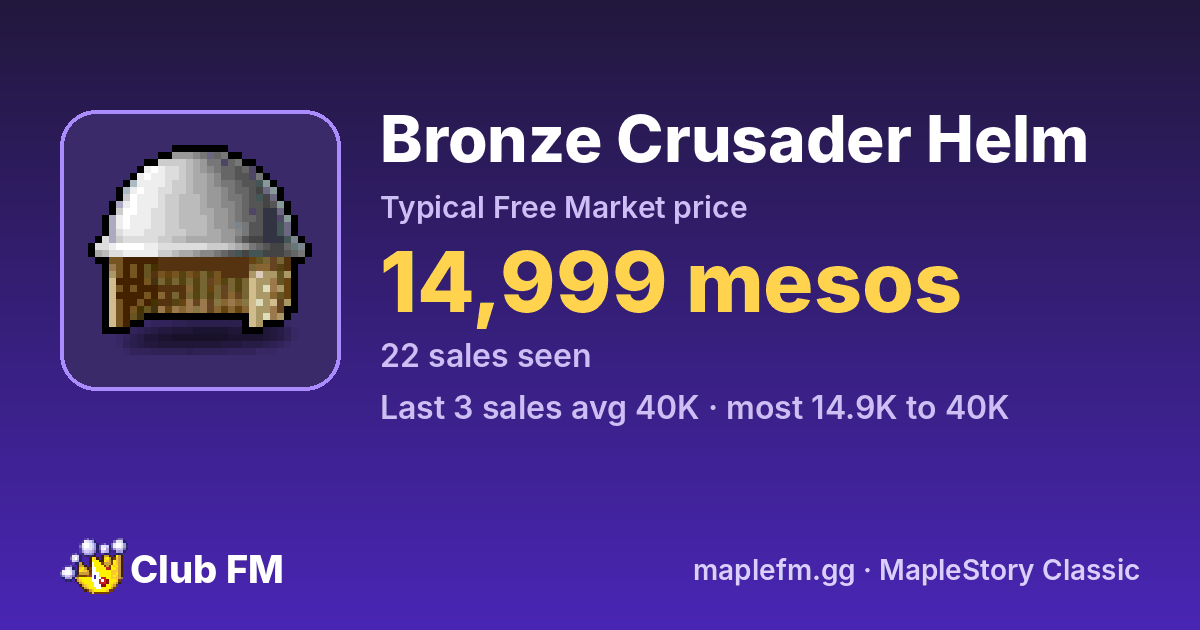 Bronze Crusader Helm
Typical Free Market price
14,999 mesos
22 sales seen
Last 3 sales avg 40K · most 14.9K to 40K
Club FM
maplefm.gg · MapleStory Classic